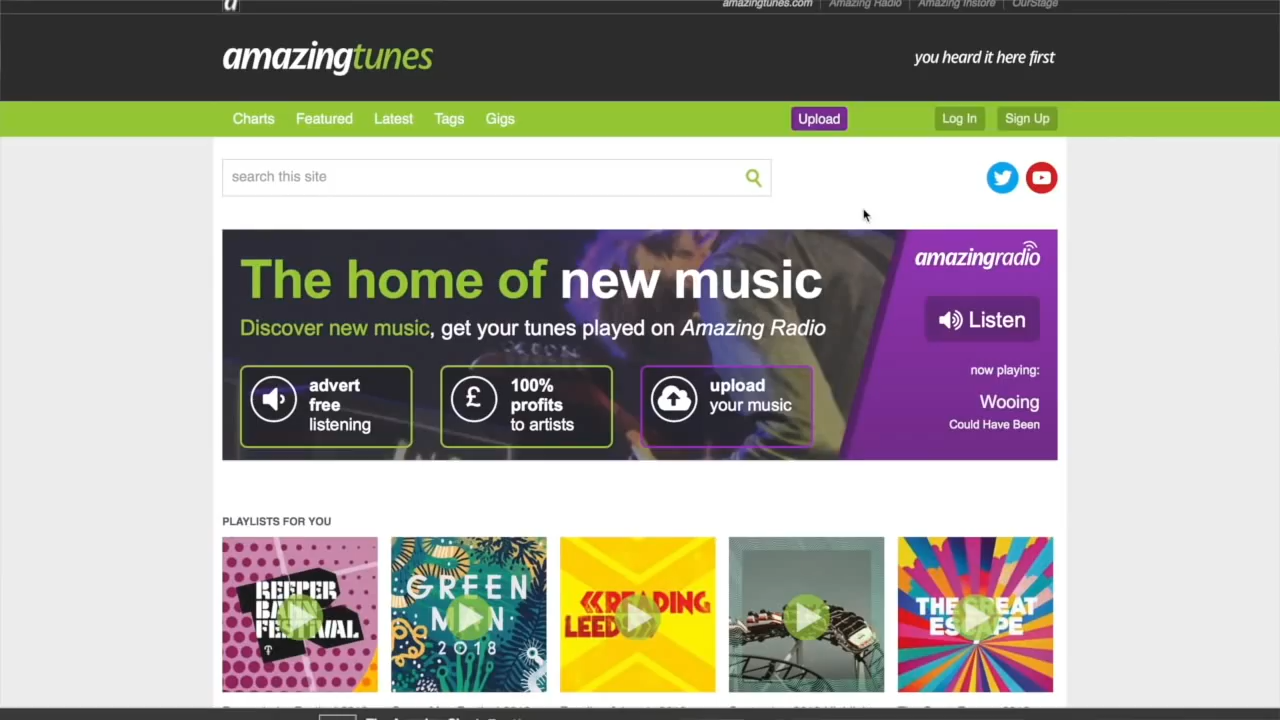 a
amazingtunes.com Amazing Radio Amazing Instore OurStage
amazingtunes
you heard it here first
Charts Featured Latest Tags Gigs Upload Log In Sign Up
search this site
The home of new music
Discover new music, get your tunes played on Amazing Radio
advert
free
listening
£
100%
profits
to artists
upload
your music
amazingradio
Listen
now playing:
Wooing
Could Have Been
PLAYLISTS FOR YOU
REEPER
BAHN
FESTIVAL
GREEN
MAN
2018
READING
LEEDS
THE GREAT
ESCAPE